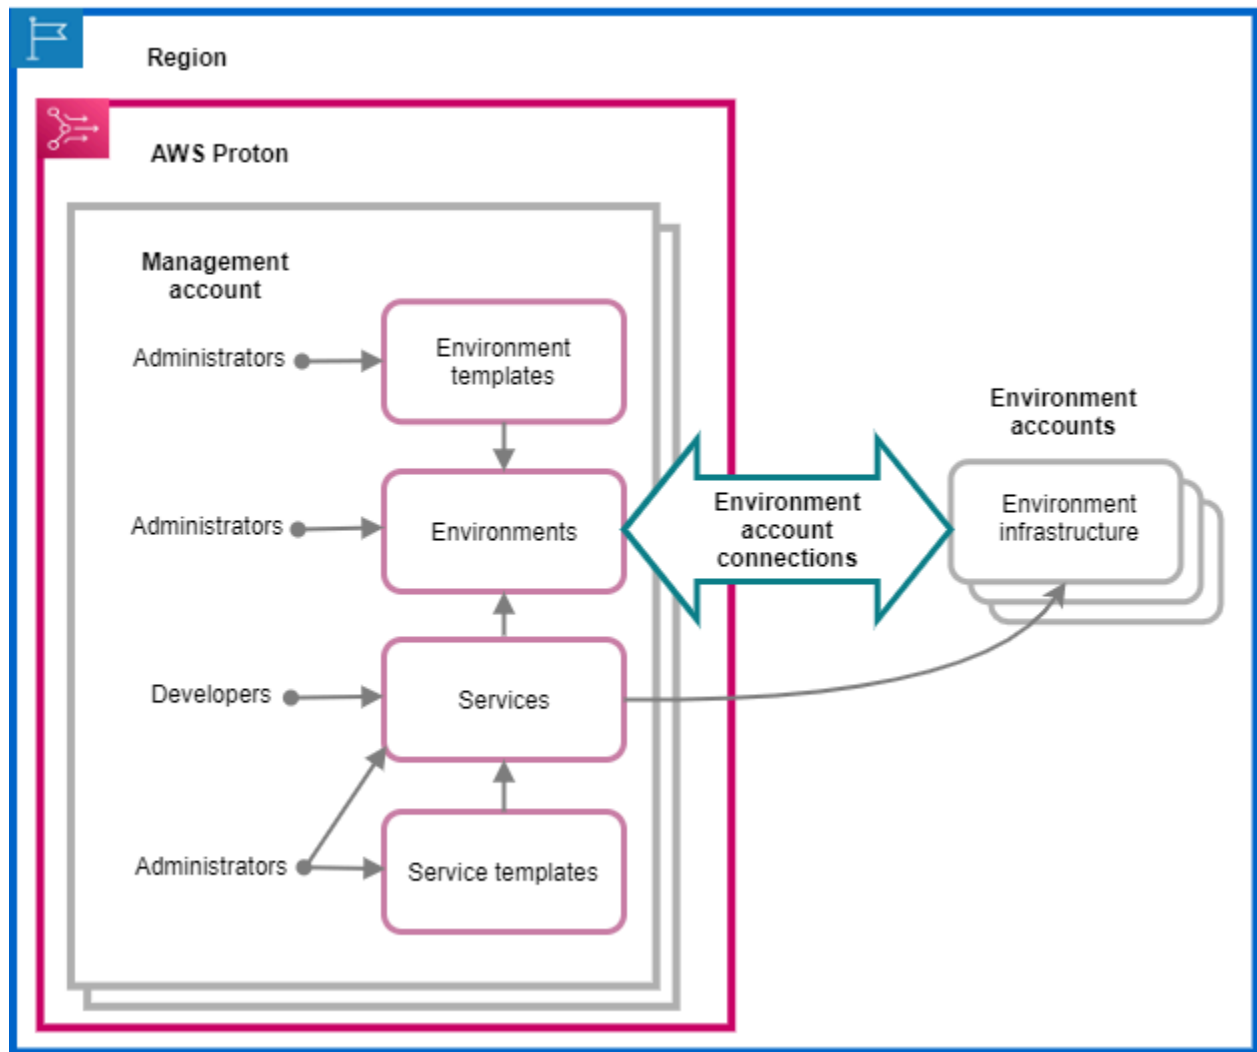 Region
AWS Proton
Management
account
Administrators
Environment
templates
Environment
accounts
Administrators
Environments
Environment
account
connections
Environment
infrastructure
Developers
Services
Administrators
Service templates